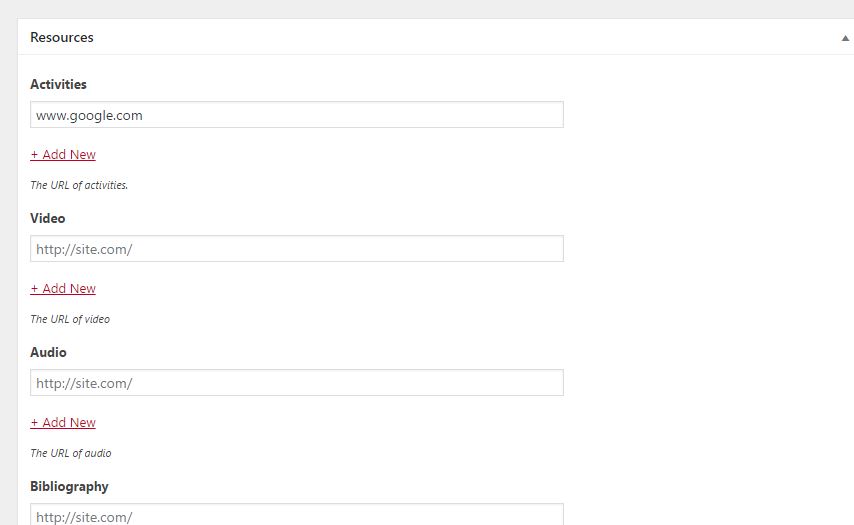 Resources
Activities
www.google.com
+ Add New
The URL of activities.
Video
http://site.com/
+ Add New
The URL of video
Audio
http://site.com/
+ Add New
The URL of audio
Bibliography
http://site.com/